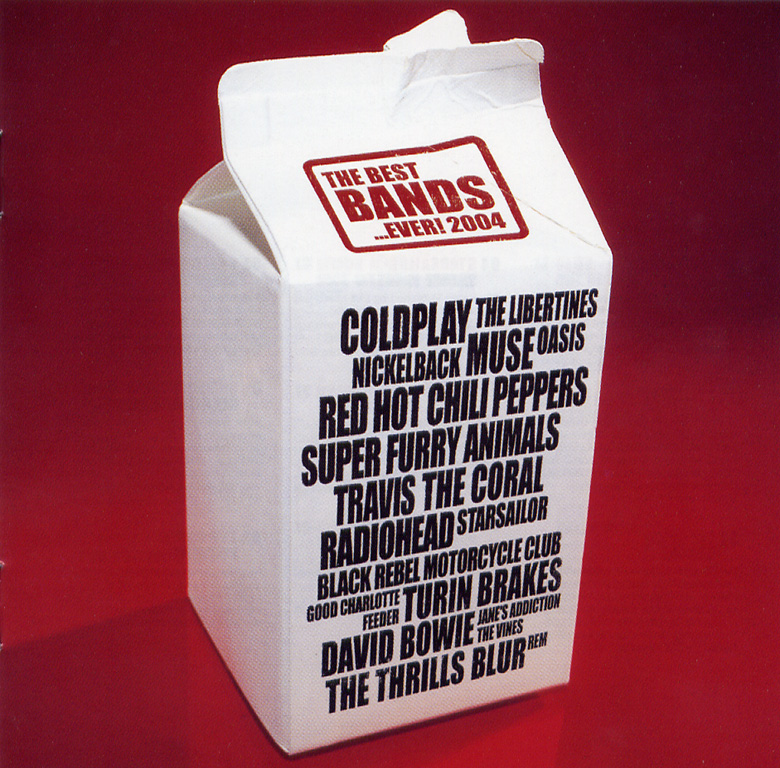 THE BEST
BANDS
...EVER! 2004
COLDPLAY THE LIBERTINES
NICKELBACK MUSE OASIS
RED HOT CHILI PEPPERS
SUPER FURRY ANIMALS
TRAVIS THE CORAL
RADIOHEAD STARSAILOR
BLACK REBEL MOTORCYCLE CLUB
GOOD CHARLOTTE TURIN BRAKES
FEEDER JANE'S ADDICTION
DAVID BOWIE THE VINES
THE THRILLS BLUR REM